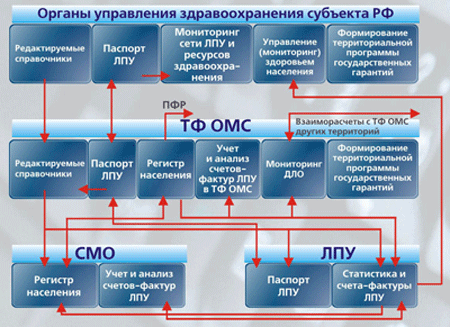 Органы управления здравоохранения субъекта РФ
Редактируемые
справочники
Паспорт
ЛПУ
Мониторинг
сети ЛПУ и
ресурсов
здравоохра-
нения
Управление
(мониторинг)
здоровьем
населения
Формирование
территориальной
программы
государственных
гарантий
ПФР
ТФ ОМС
Взаиморасчеты с ТФ ОМС
других территорий
Редактируемые
справочники
Паспорт
ЛПУ
Регистр
населения
Учет
и анализ
счетов-
фактур ЛПУ
в ТФ ОМС
Мониторинг
ДЛО
Формирование
территориальной
программы
государственных
гарантий
СМО
Регистр
населения
Учет и анализ
счетов-фактур
ЛПУ
ЛПУ
Паспорт
ЛПУ
Статистика и
счета-фактуры
ЛПУ